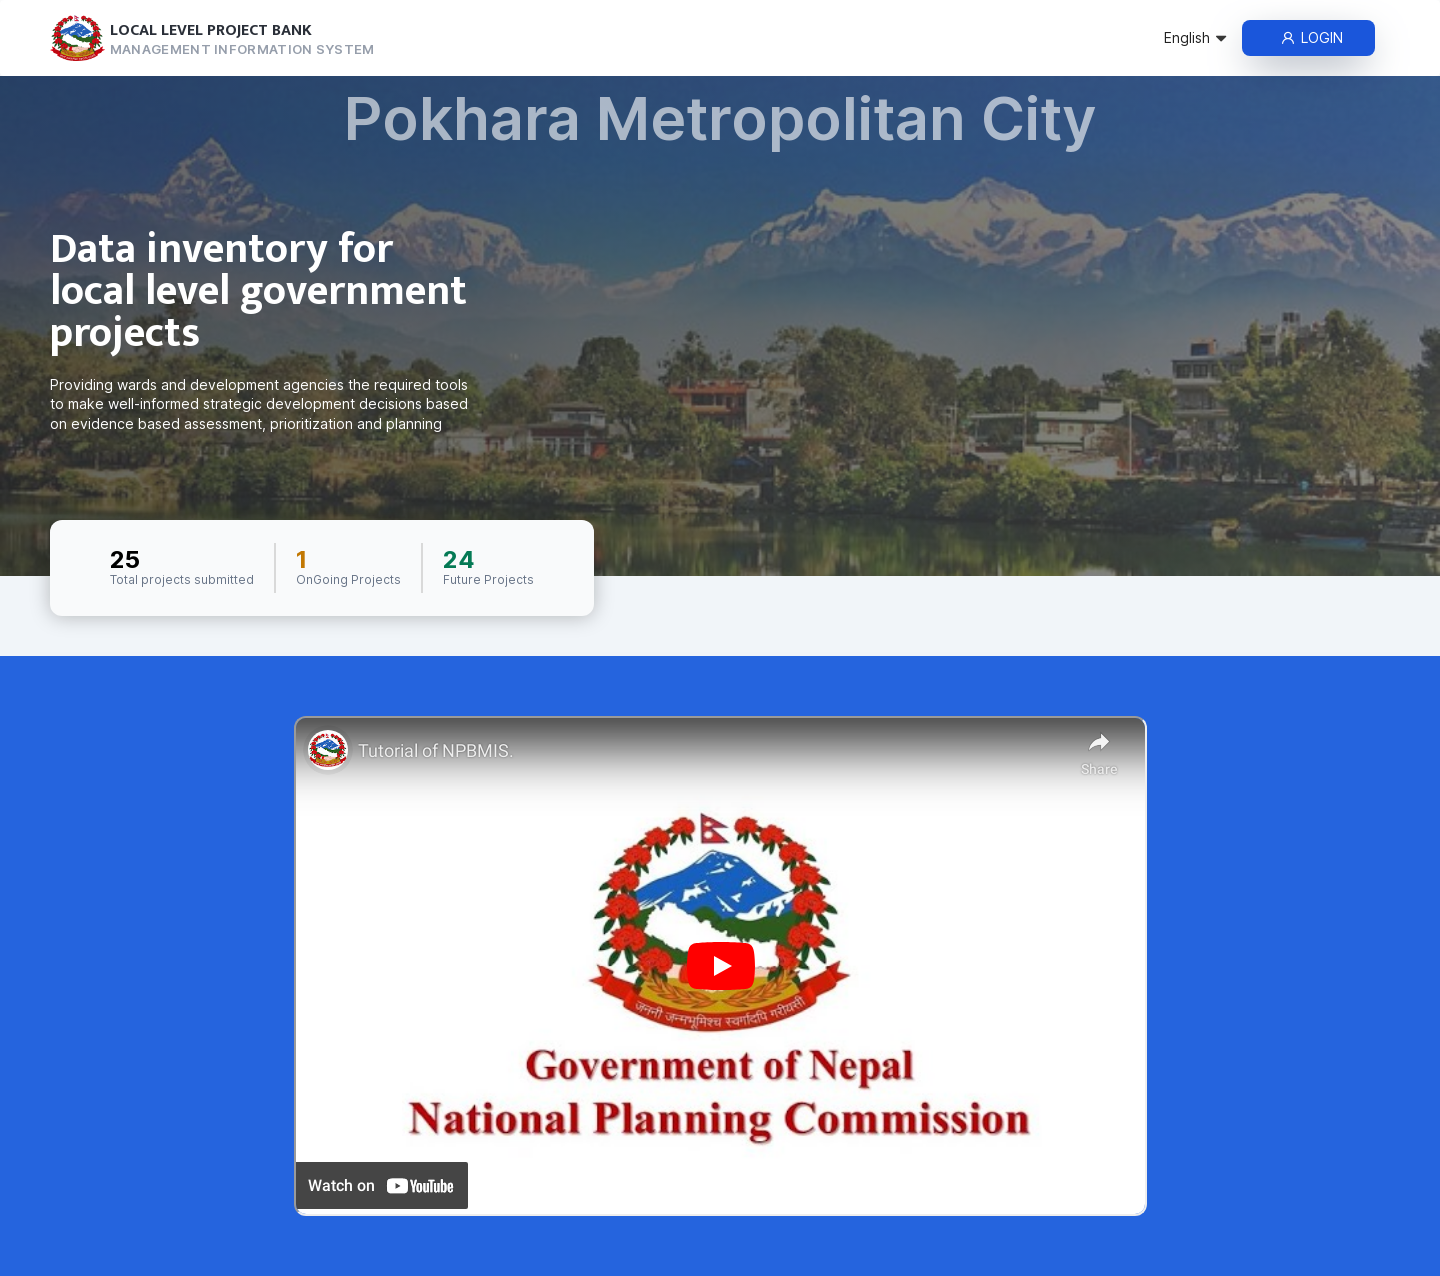 LOCAL LEVEL PROJECT BANK
MANAGEMENT INFORMATION SYSTEM
English
LOGIN
Pokhara Metropolitan City
Data inventory for
local level government
projects
Providing wards and development agencies the required tools
to make well-informed strategic development decisions based
on evidence based assessment, prioritization and planning
25
Total projects submitted
1
OnGoing Projects
24
Future Projects
Tutorial of NPBMIS.
Share
जननी जन्मभूमिश्च स्वर्गादपि गरीयसी
Government of Nepal
National Planning Commission
Watch on YouTube